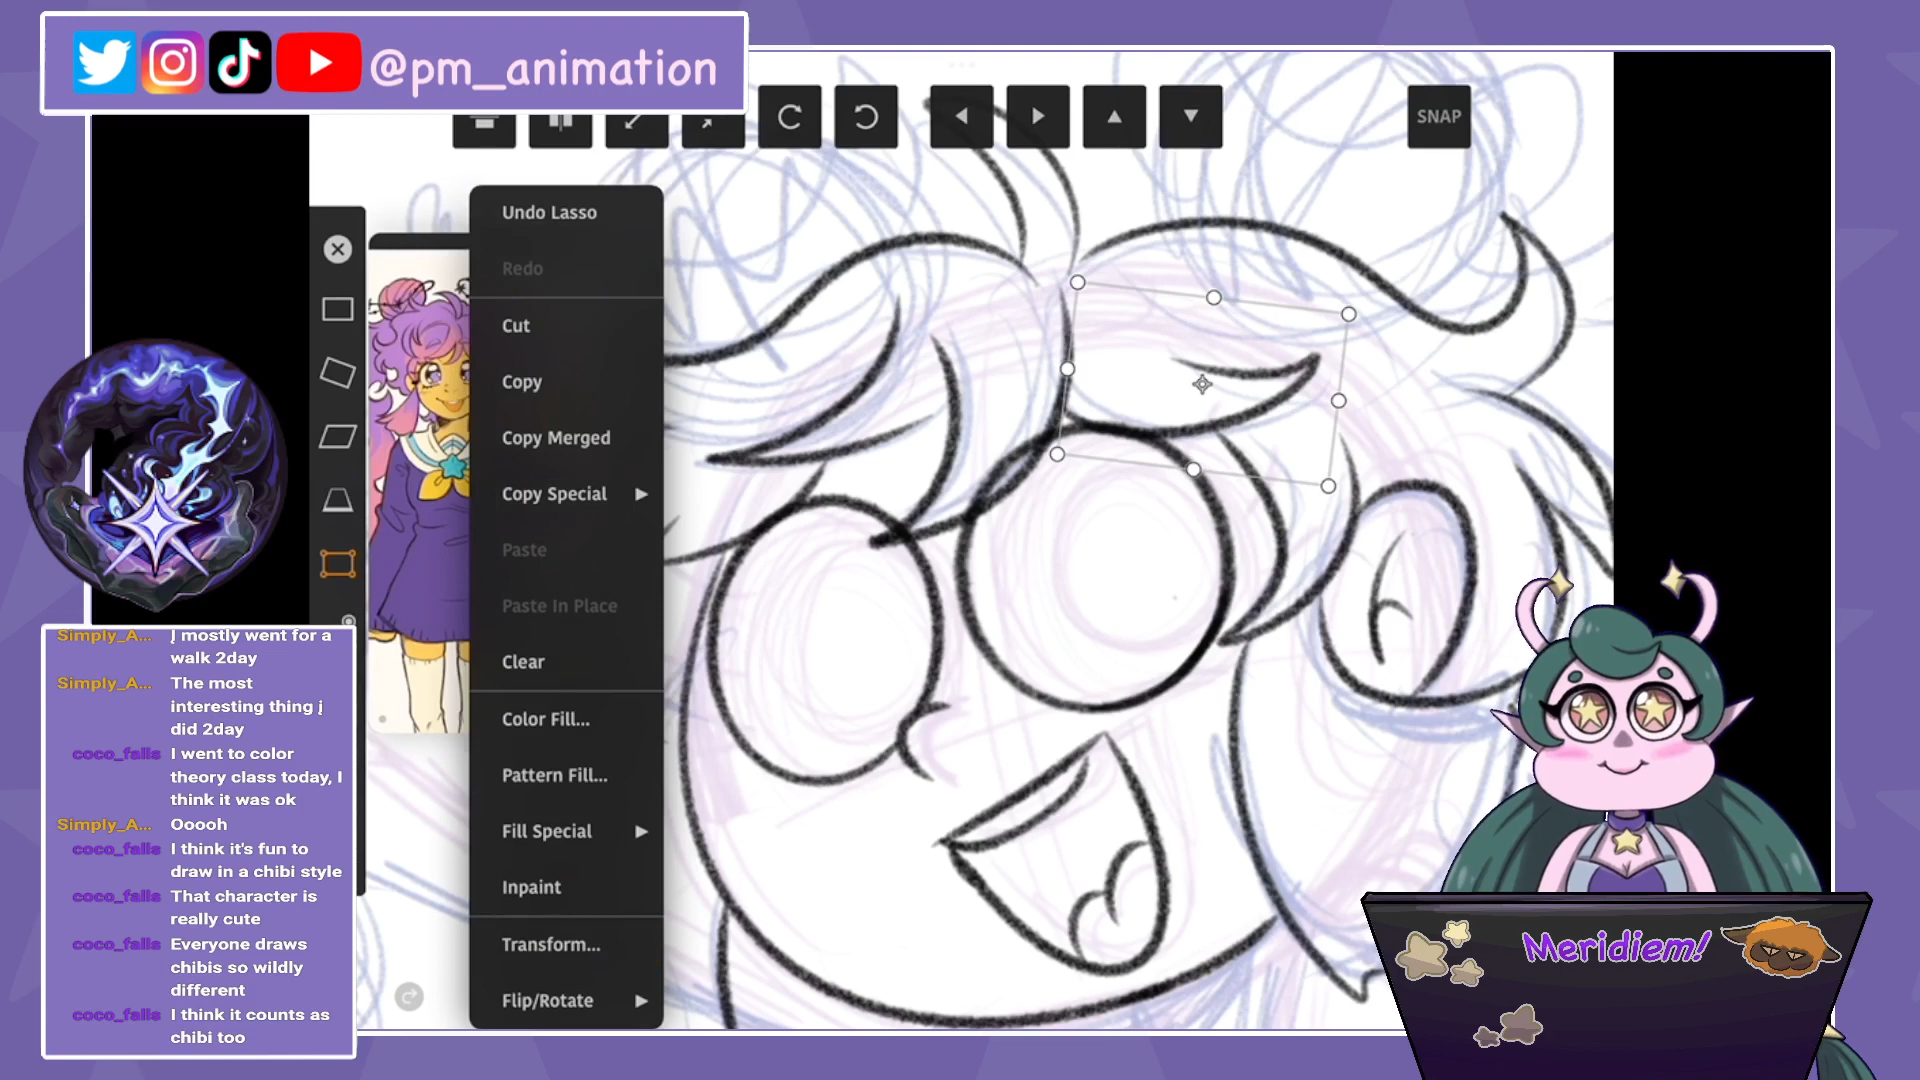 @pm_animation
SNAP
Undo Lasso
Redo
Cut
Copy
Copy Merged
Copy Special
Paste
Paste In Place
Clear
Color Fill...
Pattern Fill...
Fill Special
Inpaint
Transform...
Flip/Rotate
Simply_A... j mostly went for a
walk 2day
Simply_A... The most
interesting thing j
did 2day
coco_falls I went to color
theory class today, I
think it was ok
Simply_A... Ooooh
coco_falls I think it's fun to
draw in a chibi style
coco_falls That character is
really cute
coco_falls Everyone draws
chibis so wildly
different
coco_falls I think it counts as
chibi too
Meridiem!